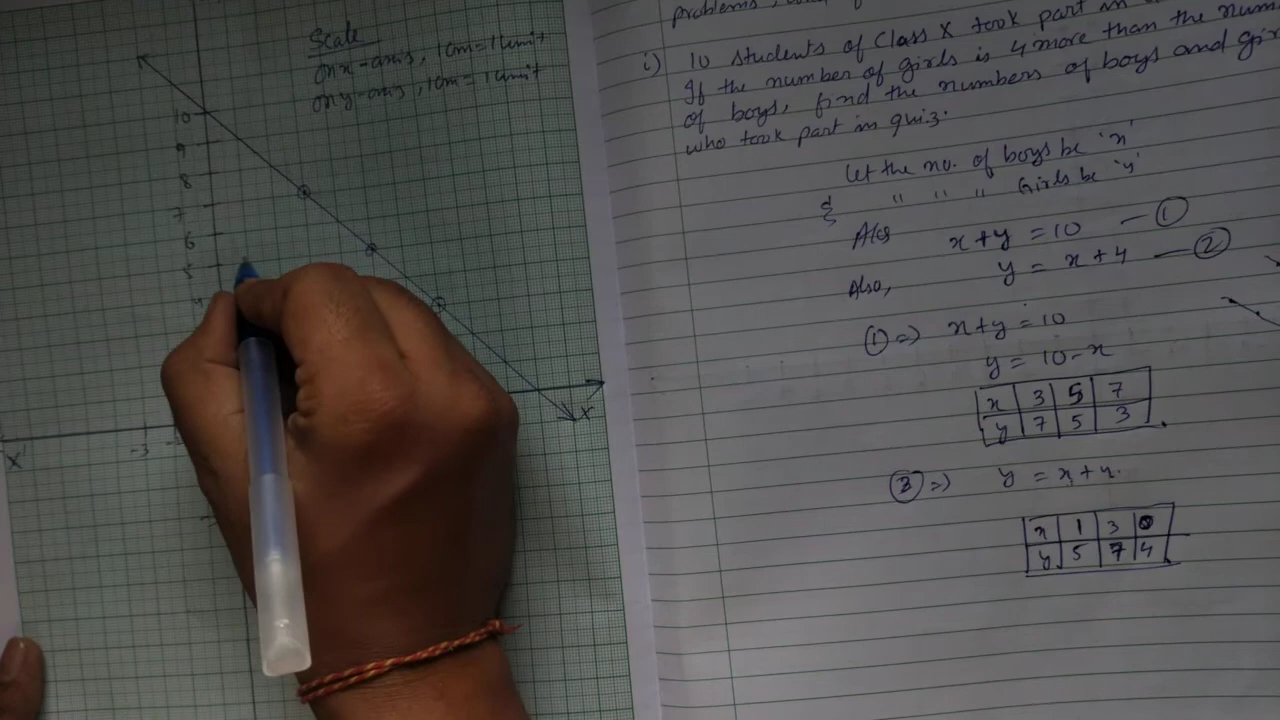 Scale
on x-axis, 1cm = 1 unit
on y-axis, 1cm = 1 unit
10
9
8
7
6
5
4
X
X'
-3
problems,
i) 10 students of class X took part in
If the number of girls is 4 more than the num
of boys, find the numbers of boys and gir
who took part in quiz.
Let the no. of boys be 'x'
& " " " Girls be 'y'
x+y = 10 — ①
Also, y = x+4 — ②
①=> x+y = 10
y = 10-x
x 3 5 7
y 7 5 3
②=> y = x+4.
x 1 3 0
y 5 7 4